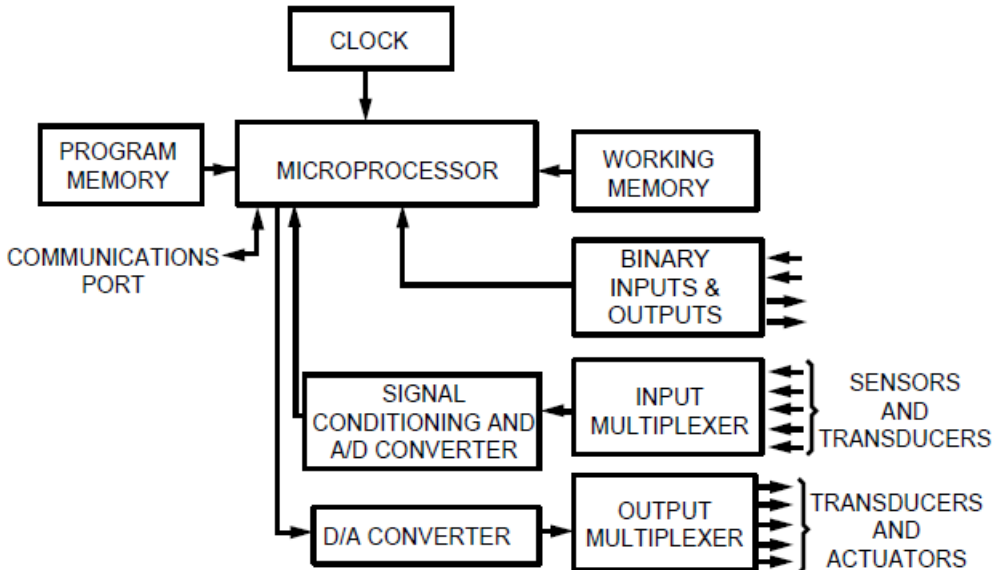 CLOCK
PROGRAM
MEMORY
MICROPROCESSOR
WORKING
MEMORY
COMMUNICATIONS
PORT
BINARY
INPUTS &
OUTPUTS
SIGNAL
CONDITIONING AND
A/D CONVERTER
INPUT
MULTIPLEXER
SENSORS
AND
TRANSDUCERS
D/A CONVERTER
OUTPUT
MULTIPLEXER
TRANSDUCERS
AND
ACTUATORS